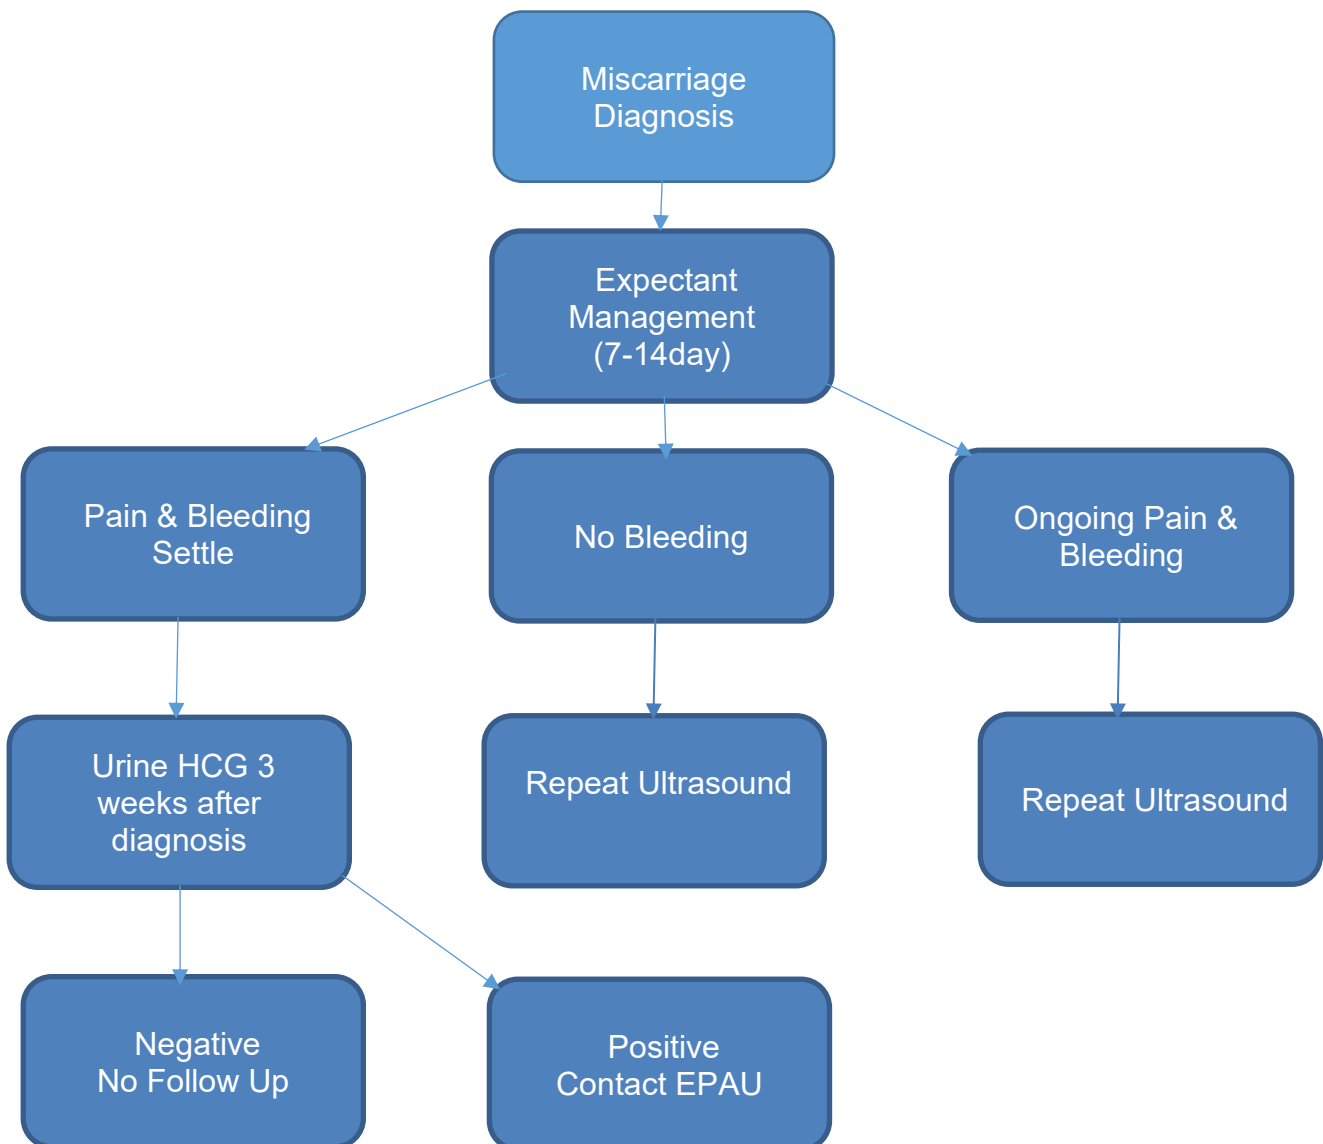 Miscarriage
Diagnosis
Expectant
Management
(7-14day)
Pain & Bleeding
Settle
No Bleeding
Ongoing Pain &
Bleeding
Urine HCG 3
weeks after
diagnosis
Repeat Ultrasound
Repeat Ultrasound
Negative
No Follow Up
Positive
Contact EPAU